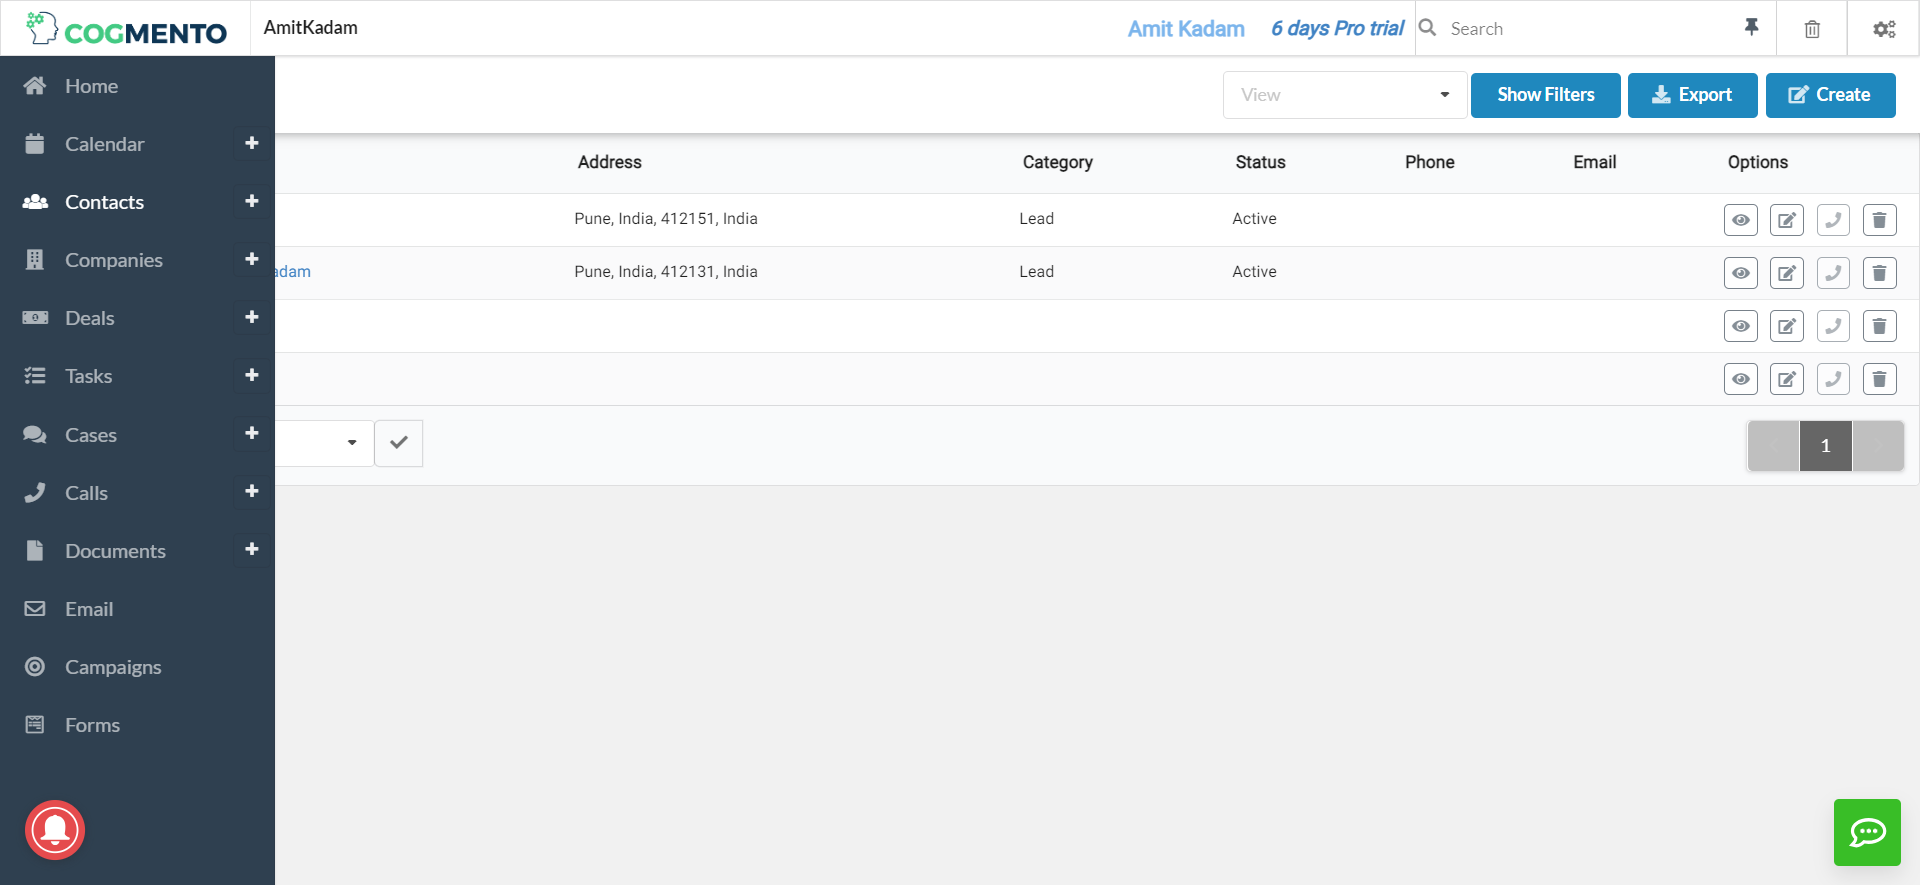 COGMENTO AmitKadam Amit Kadam 6 days Pro trial Search
Home
Calendar
Contacts
Companies
Deals
Tasks
Cases
Calls
Documents
Email
Campaigns
Forms
View Show Filters Export Create
Address Category Status Phone Email Options
Pune, India, 412151, India Lead Active
adam Pune, India, 412131, India Lead Active
1